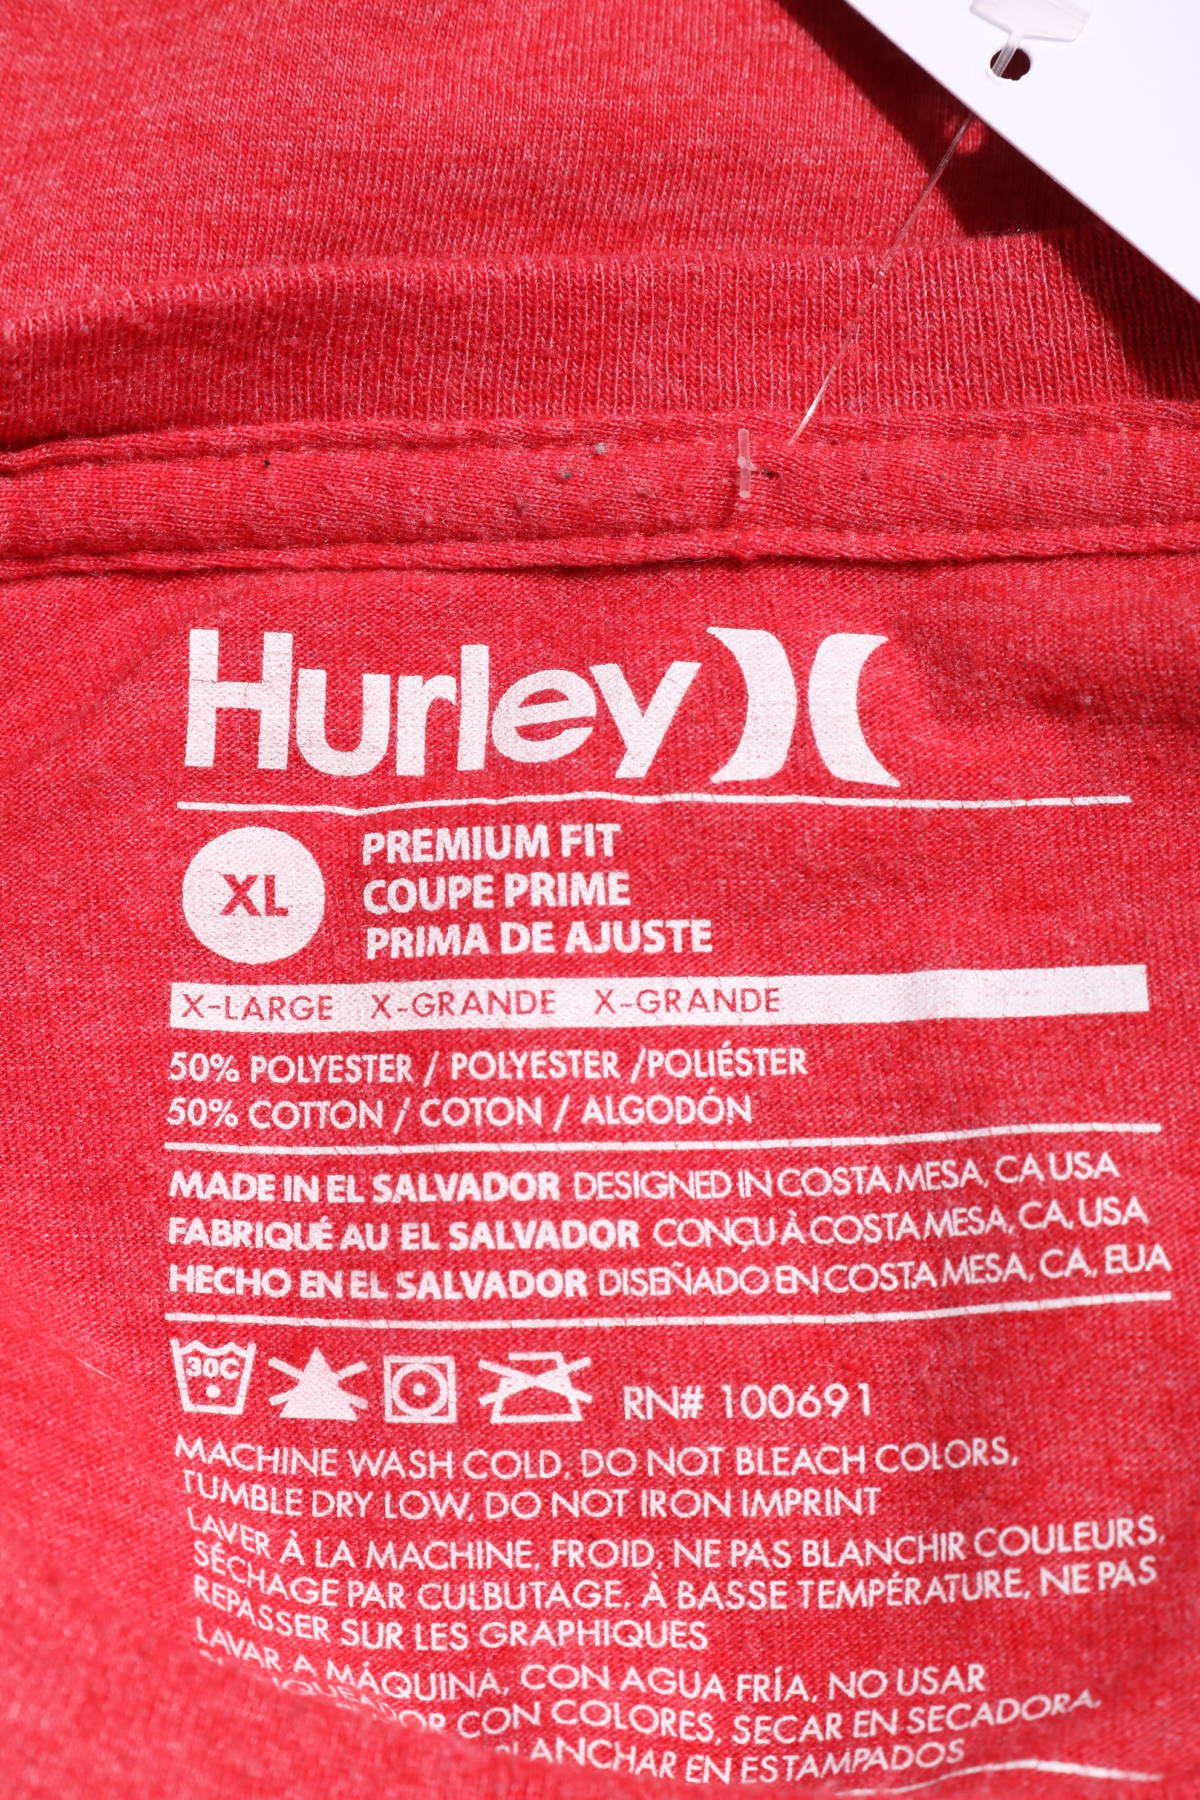 Hurley
XL
PREMIUM FIT
COUPE PRIME
PRIMA DE AJUSTE
X-LARGE X-GRANDE X-GRANDE
50% POLYESTER / POLYESTER /POLIÉSTER
50% COTTON / COTON / ALGODÓN
MADE IN EL SALVADOR DESIGNED IN COSTA MESA, CA USA
FABRIQUÉ AU EL SALVADOR CONÇU À COSTA MESA, CA, USA
HECHO EN EL SALVADOR DISEÑADO EN COSTA MESA, CA, EUA
30C RN# 100691
MACHINE WASH COLD, DO NOT BLEACH COLORS,
TUMBLE DRY LOW, DO NOT IRON IMPRINT
LAVER À LA MACHINE, FROID, NE PAS BLANCHIR COULEURS,
SÉCHAGE PAR CULBUTAGE, À BASSE TEMPÉRATURE, NE PAS
REPASSER SUR LES GRAPHIQUES
LAVAR A MÁQUINA, CON AGUA FRÍA, NO USAR
CON COLORES, SECAR EN SECADORA,
EN ESTAMPADOS